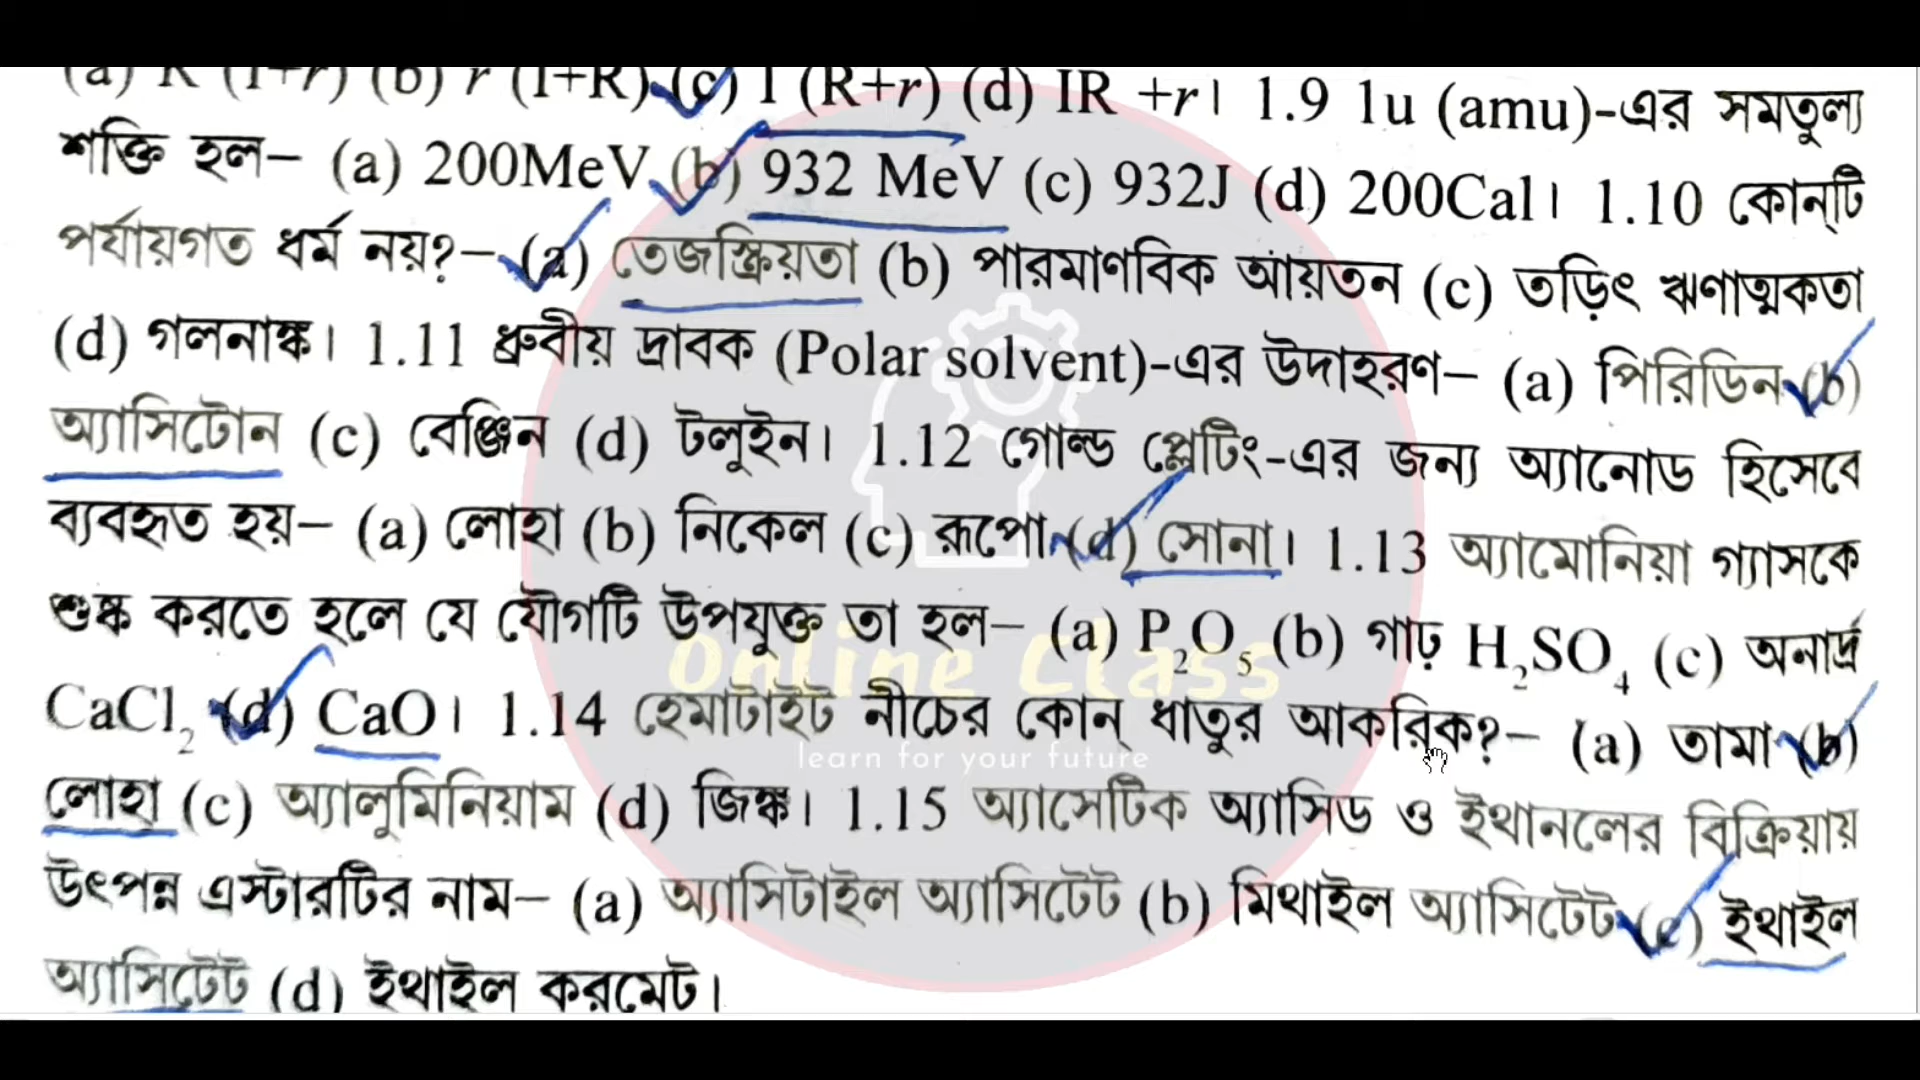 (a) R (I+r) (b) r (I+R) (c) I (R+r) (d) IR +r। 1.9 1u (amu)-এর সমতুল্য
শক্তি হল– (a) 200MeV (b) 932 MeV (c) 932J (d) 200Cal। 1.10 কোন্‌টি
পর্যায়গত ধর্ম নয়?– (a) তেজস্ক্রিয়তা (b) পারমাণবিক আয়তন (c) তড়িৎ ঋণাত্মকতা
(d) গলনাঙ্ক। 1.11 ধ্রুবীয় দ্রাবক (Polar solvent)-এর উদাহরণ– (a) পিরিডিন (b)
অ্যাসিটোন (c) বেঞ্জিন (d) টলুইন। 1.12 গোল্ড প্লেটিং-এর জন্য অ্যানোড হিসেবে
ব্যবহৃত হয়– (a) লোহা (b) নিকেল (c) রূপো (d) সোনা। 1.13 অ্যামোনিয়া গ্যাসকে
শুষ্ক করতে হলে যে যৌগটি উপযুক্ত তা হল– (a) P₂O₅ (b) গাঢ় H₂SO₄ (c) অনার্দ্র
Online Class
CaCl₂ (d) CaO। 1.14 হেমাটাইট নীচের কোন্ ধাতুর আকরিক?– (a) তামা (b)
learn for your future
লোহা (c) অ্যালুমিনিয়াম (d) জিঙ্ক। 1.15 অ্যাসেটিক অ্যাসিড ও ইথানলের বিক্রিয়ায়
উৎপন্ন এস্টারটির নাম– (a) অ্যাসিটাইল অ্যাসিটেট (b) মিথাইল অ্যাসিটেট (c) ইথাইল
অ্যাসিটেট (d) ইথাইল করমেট।